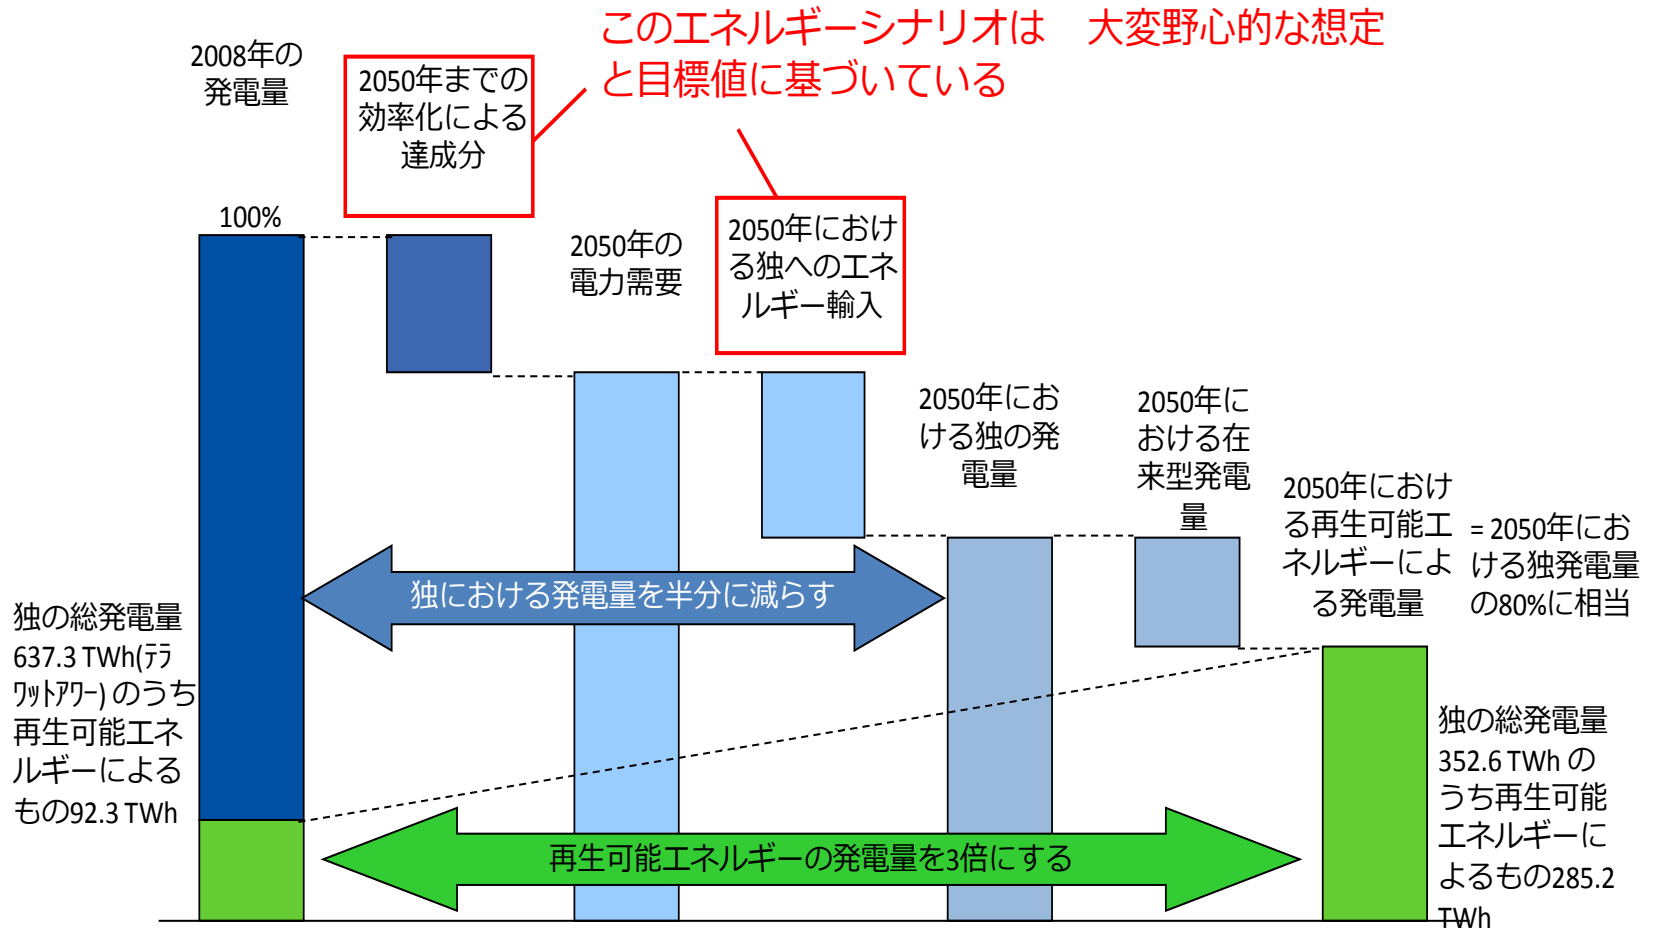 このエネルギーシナリオは　大変野心的な想定
と目標値に基づいている
2008年の
発電量
2050年までの
効率化による
達成分
100%
2050年の
電力需要
2050年におけ
る独へのエネ
ルギー輸入
2050年にお
ける独の発
電量
2050年に
おける在
来型発電
量
2050年におけ
る再生可能エ
ネルギーによ
る発電量
= 2050年にお
ける独発電量
の80%に相当
独における発電量を半分に減らす
独の総発電量
637.3 TWh(ﾃﾗ
ﾜｯﾄｱﾜｰ) のうち
再生可能エネ
ルギーによる
もの92.3 TWh
再生可能エネルギーの発電量を3倍にする
独の総発電量
352.6 TWh の
うち再生可能
エネルギーに
よるもの285.2
TWh